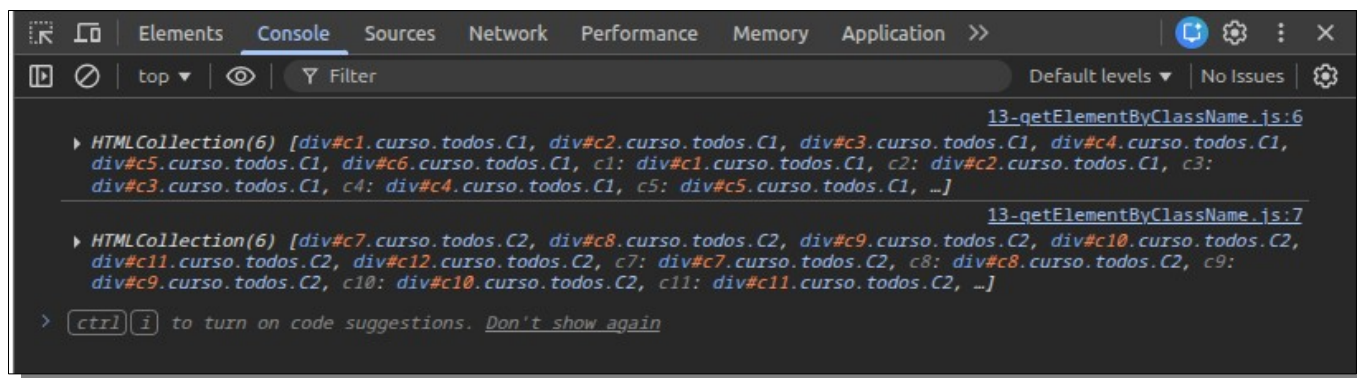 Elements Console Sources Network Performance Memory Application
top Filter Default levels No Issues
13-getElementByClassName.js:6
HTMLCollection(6) [div#c1.curso.todos.C1, div#c2.curso.todos.C1, div#c3.curso.todos.C1, div#c4.curso.todos.C1,
div#c5.curso.todos.C1, div#c6.curso.todos.C1, c1: div#c1.curso.todos.C1, c2: div#c2.curso.todos.C1, c3:
div#c3.curso.todos.C1, c4: div#c4.curso.todos.C1, c5: div#c5.curso.todos.C1, …]
13-getElementByClassName.js:7
HTMLCollection(6) [div#c7.curso.todos.C2, div#c8.curso.todos.C2, div#c9.curso.todos.C2, div#c10.curso.todos.C2,
div#c11.curso.todos.C2, div#c12.curso.todos.C2, c7: div#c7.curso.todos.C2, c8: div#c8.curso.todos.C2, c9:
div#c9.curso.todos.C2, c10: div#c10.curso.todos.C2, c11: div#c11.curso.todos.C2, …]
ctrl i to turn on code suggestions. Don't show again